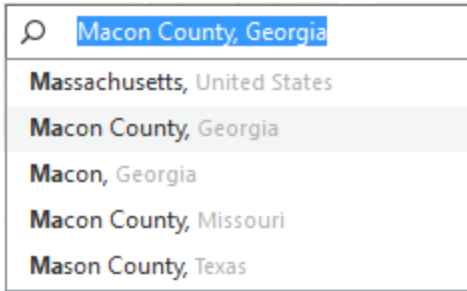 Macon County, Georgia
Massachusetts, United States
Macon County, Georgia
Macon, Georgia
Macon County, Missouri
Mason County, Texas